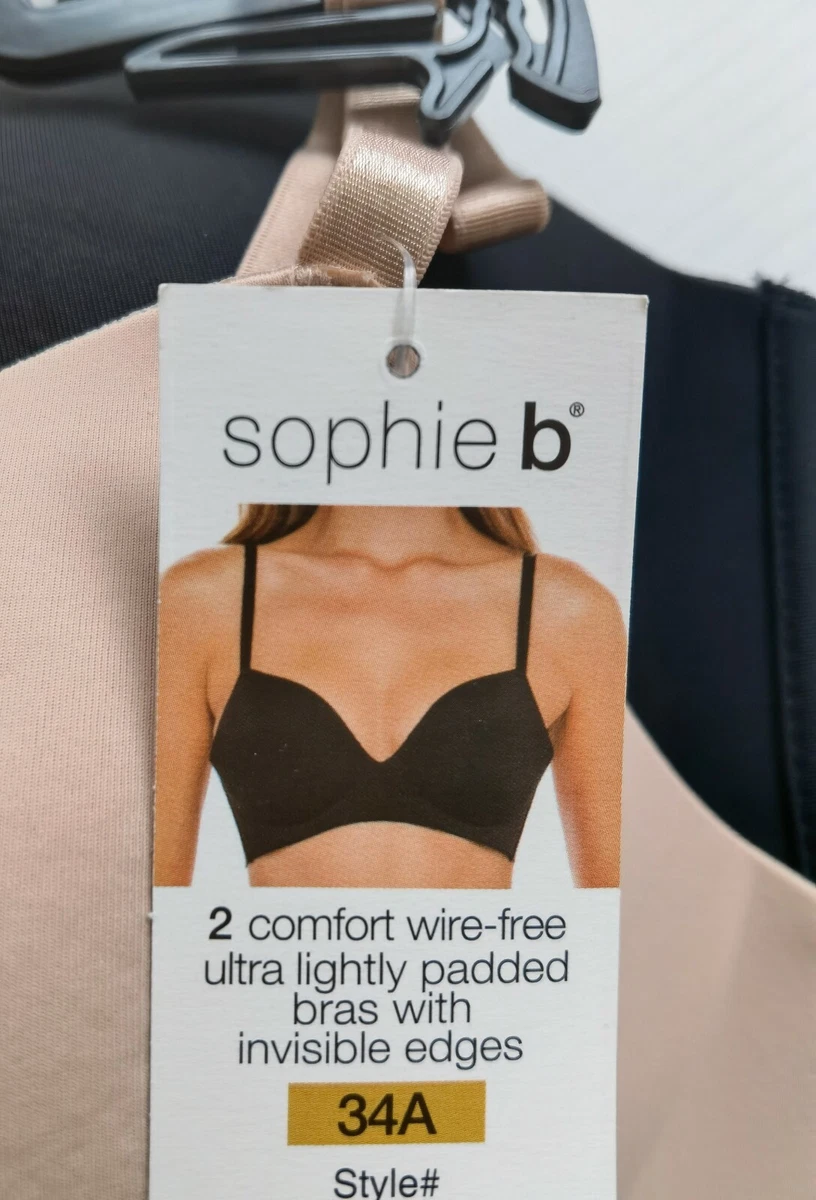 sophie b®
2 comfort wire-free
ultra lightly padded
bras with
invisible edges
34A
Style#